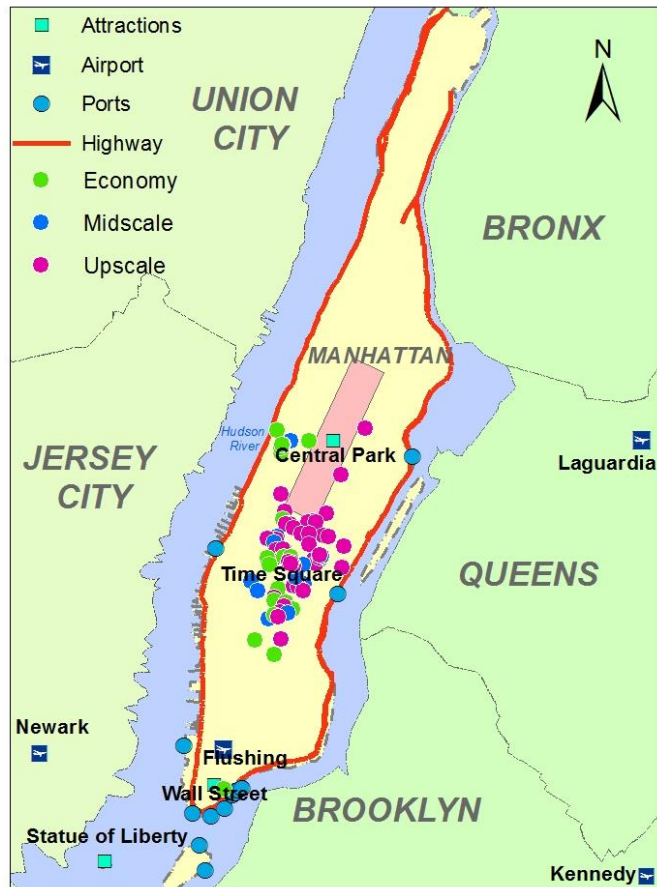 Attractions
Airport
Ports
Highway
Economy
Midscale
Upscale
N
UNION
CITY
BRONX
MANHATTAN
Hudson
River
JERSEY
CITY
Central Park
Laguardia
Time Square
QUEENS
Newark
Flushing
Wall Street
BROOKLYN
Statue of Liberty
Kennedy